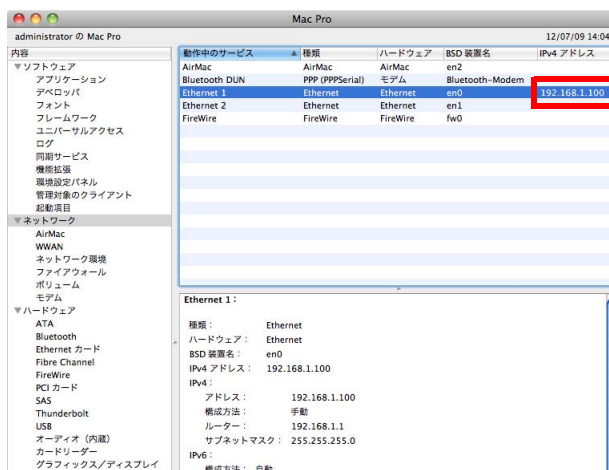 Mac Pro
administrator の Mac Pro 12/07/09 14:04
内容
▼ソフトウェア
アプリケーション
デベロッパ
フォント
フレームワーク
ユニバーサルアクセス
ログ
同期サービス
機能拡張
環境設定パネル
管理対象のクライアント
起動項目
▼ネットワーク
AirMac
WWAN
ネットワーク環境
ファイアウォール
ボリューム
モデム
▼ハードウェア
ATA
Bluetooth
Ethernet カード
Fibre Channel
FireWire
PCI カード
SAS
Thunderbolt
USB
オーディオ（内蔵）
カードリーダー
グラフィックス／ディスプレイ
動作中のサービス ▲ 種類 ハードウェア BSD 装置名 IPv4 アドレス
AirMac AirMac AirMac en2
Bluetooth DUN PPP (PPPSerial) モデム Bluetooth-Modem
Ethernet 1 Ethernet Ethernet en0 192.168.1.100
Ethernet 2 Ethernet Ethernet en1
FireWire FireWire FireWire fw0
Ethernet 1：
種類： Ethernet
ハードウェア： Ethernet
BSD 装置名： en0
IPv4 アドレス： 192.168.1.100
IPv4：
アドレス： 192.168.1.100
構成方法： 手動
ルーター： 192.168.1.1
サブネットマスク： 255.255.255.0
IPv6：
構成方法： 自動